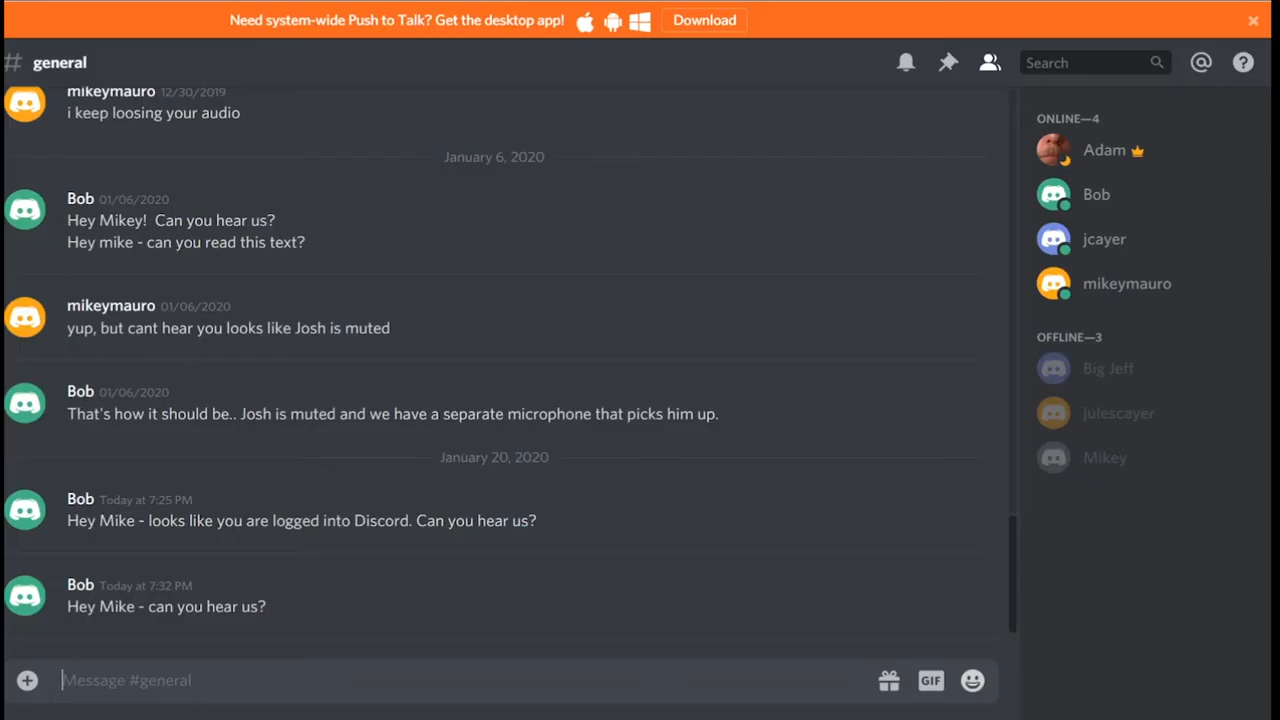 Need system-wide Push to Talk? Get the desktop app! Download
# general
Search
mikeymauro 12/30/2019
i keep loosing your audio
January 6, 2020
Bob 01/06/2020
Hey Mikey!  Can you hear us?
Hey mike - can you read this text?
mikeymauro 01/06/2020
yup, but cant hear you looks like Josh is muted
Bob 01/06/2020
That's how it should be.. Josh is muted and we have a separate microphone that picks him up.
January 20, 2020
Bob Today at 7:25 PM
Hey Mike - looks like you are logged into Discord. Can you hear us?
Bob Today at 7:32 PM
Hey Mike - can you hear us?
Message #general
GIF
ONLINE—4
Adam
Bob
jcayer
mikeymauro
OFFLINE—3
Big Jeff
julescayer
Mikey